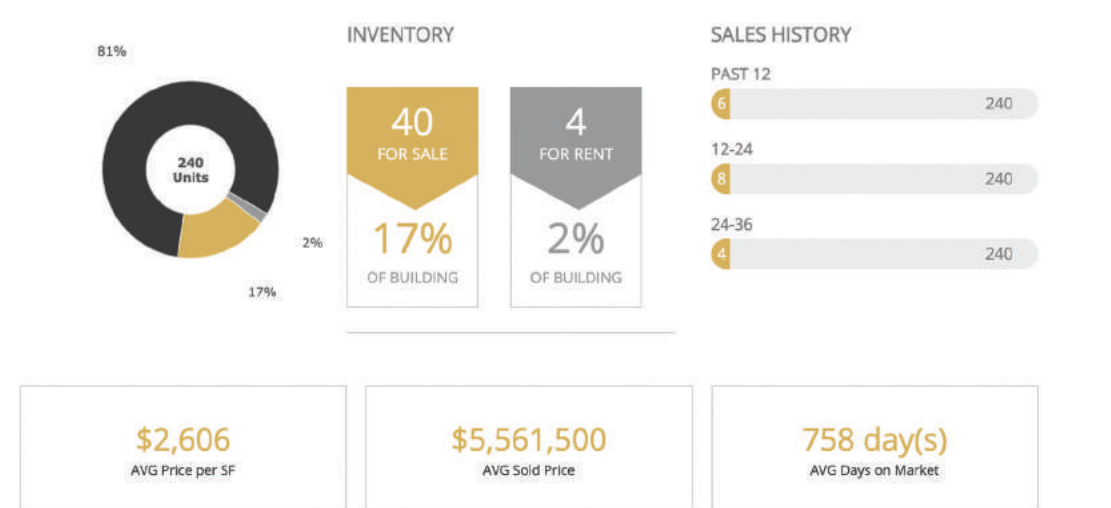 81%
240
Units
2%
17%
INVENTORY
40
FOR SALE
17%
OF BUILDING
4
FOR RENT
2%
OF BUILDING
SALES HISTORY
PAST 12
6 240
12-24
8 240
24-36
4 240
$2,606
AVG Price per SF
$5,561,500
AVG Sold Price
758 day(s)
AVG Days on Market